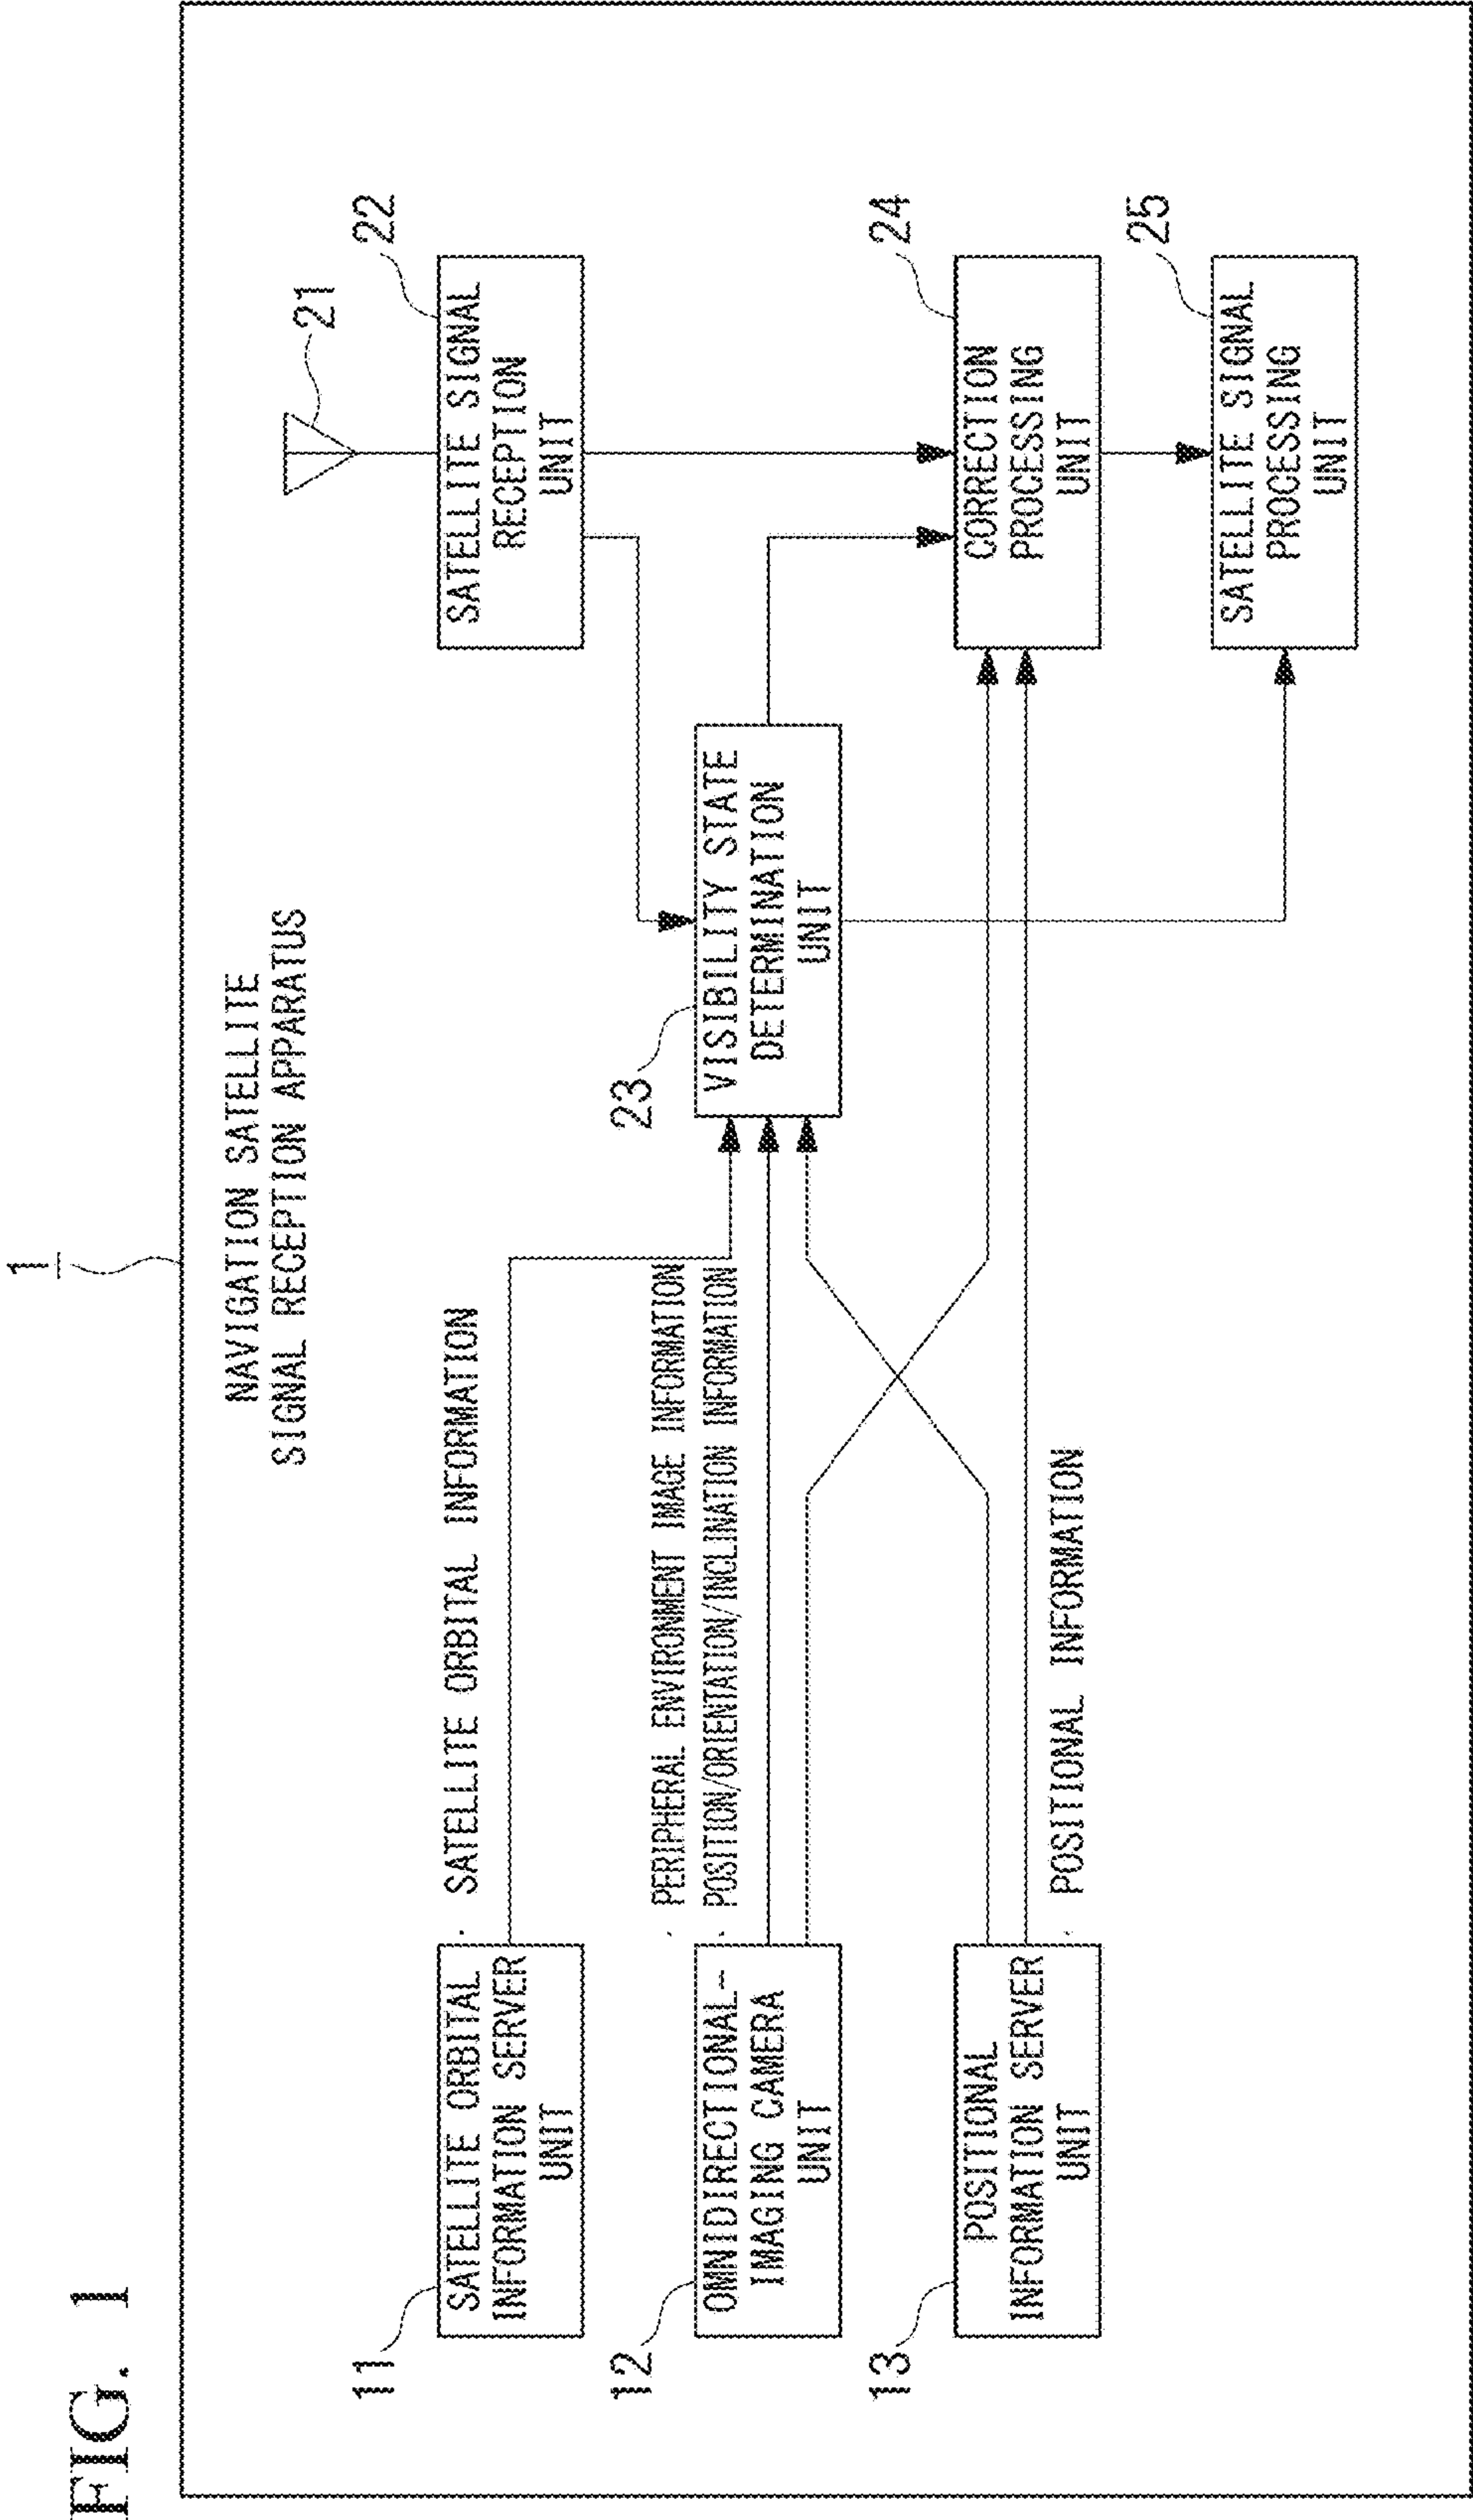 FIG. 1
1
NAVIGATION SATELLITE
SIGNAL RECEPTION APPARATUS
11
SATELLITE ORBITAL
INFORMATION SERVER
UNIT
· SATELLITE ORBITAL INFORMATION
21
22
SATELLITE SIGNAL
RECEPTION
UNIT
12
OMNIDIRECTIONAL-
IMAGING CAMERA
UNIT
· PERIPHERAL ENVIRONMENT IMAGE INFORMATION
· POSITION/ORIENTATION/INCLINATION INFORMATION
23
VISIBILITY STATE
DETERMINATION
UNIT
13
POSITIONAL
INFORMATION SERVER
UNIT
· POSITIONAL INFORMATION
24
CORRECTION
PROCESSING
UNIT
25
SATELLITE SIGNAL
PROCESSING
UNIT